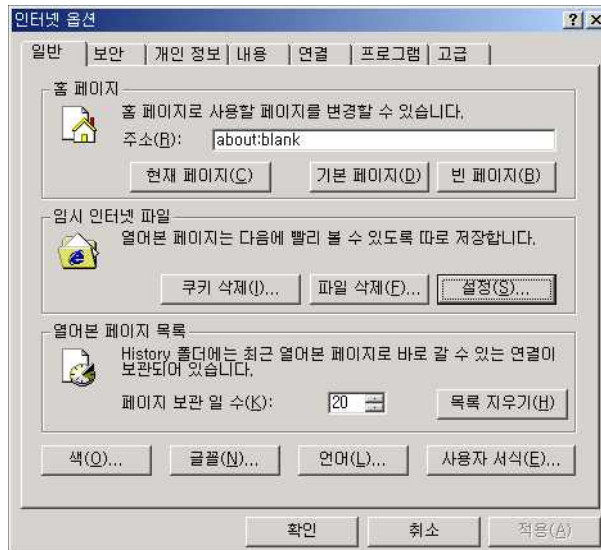 인터넷 옵션
일반 보안 개인 정보 내용 연결 프로그램 고급
홈 페이지
홈 페이지로 사용할 페이지를 변경할 수 있습니다.
주소(R): about:blank
현재 페이지(C) 기본 페이지(D) 빈 페이지(B)
임시 인터넷 파일
열어본 페이지는 다음에 빨리 볼 수 있도록 따로 저장합니다.
쿠키 삭제(I)... 파일 삭제(F)... 설정(S)...
열어본 페이지 목록
History 폴더에는 최근 열어본 페이지로 바로 갈 수 있는 연결이
보관되어 있습니다.
페이지 보관 일 수(K): 20 목록 지우기(H)
색(O)... 글꼴(N)... 언어(L)... 사용자 서식(E)...
확인 취소 적용(A)